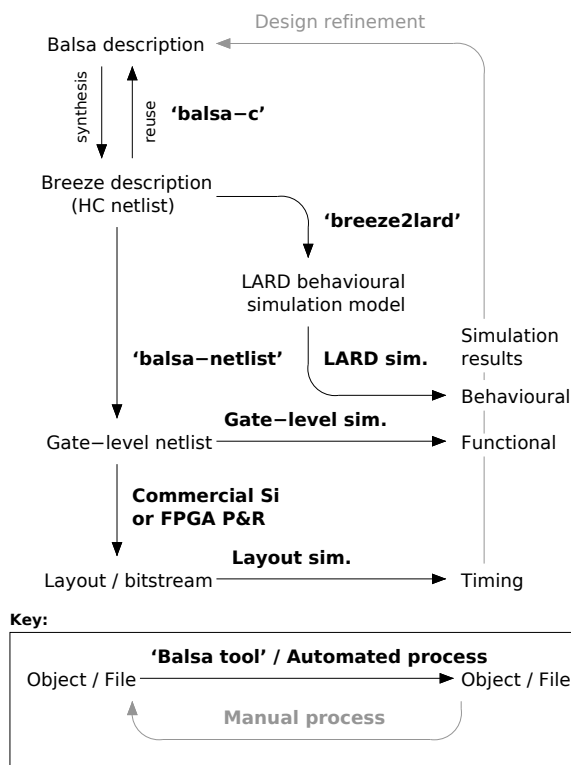 Design refinement
Balsa description
synthesis
reuse
‘balsa−c’
Breeze description
(HC netlist)
‘breeze2lard’
LARD behavioural
simulation model
Simulation
results
‘balsa−netlist’
LARD sim.
Behavioural
Gate−level sim.
Gate−level netlist
Functional
Commercial Si
or FPGA P&R
Layout sim.
Layout / bitstream
Timing
Key:
‘Balsa tool’ / Automated process
Object / File
Object / File
Manual process